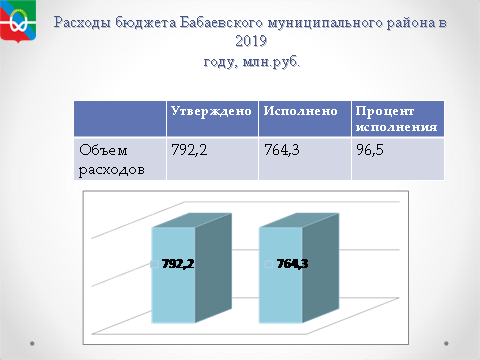 Расходы бюджета Бабаевского муниципального района в
2019
году, млн.руб.
Утверждено Исполнено Процент
исполнения
Объем 792,2 764,3 96,5
расходов
792,2 764,3